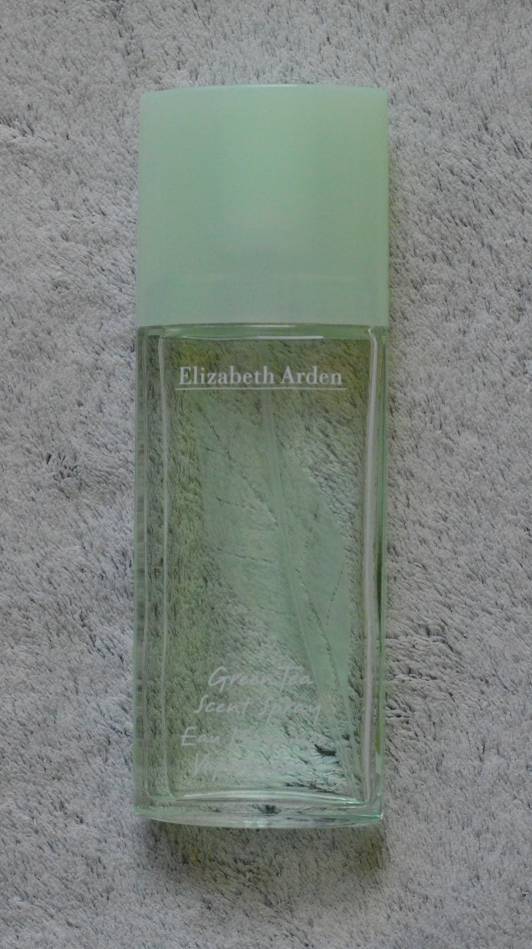 Elizabeth Arden
Green Tea
Scent Spray
Eau